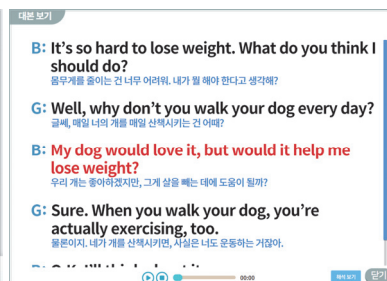 대본 보기
B: It's so hard to lose weight. What do you think I
should do?
몸무게를 줄이는 건 너무 어려워. 내가 뭘 해야 한다고 생각해?
G: Well, why don't you walk your dog every day?
글쎄, 매일 너의 개를 매일 산책시키는 건 어때?
B: My dog would love it, but would it help me
lose weight?
우리 개는 좋아하겠지만, 그게 살을 빼는 데에 도움이 될까?
G: Sure. When you walk your dog, you're
actually exercising, too.
물론이지. 네가 개를 산책시키면, 사실은 너도 운동하는 거잖아.
00:00
해석 보기
닫기